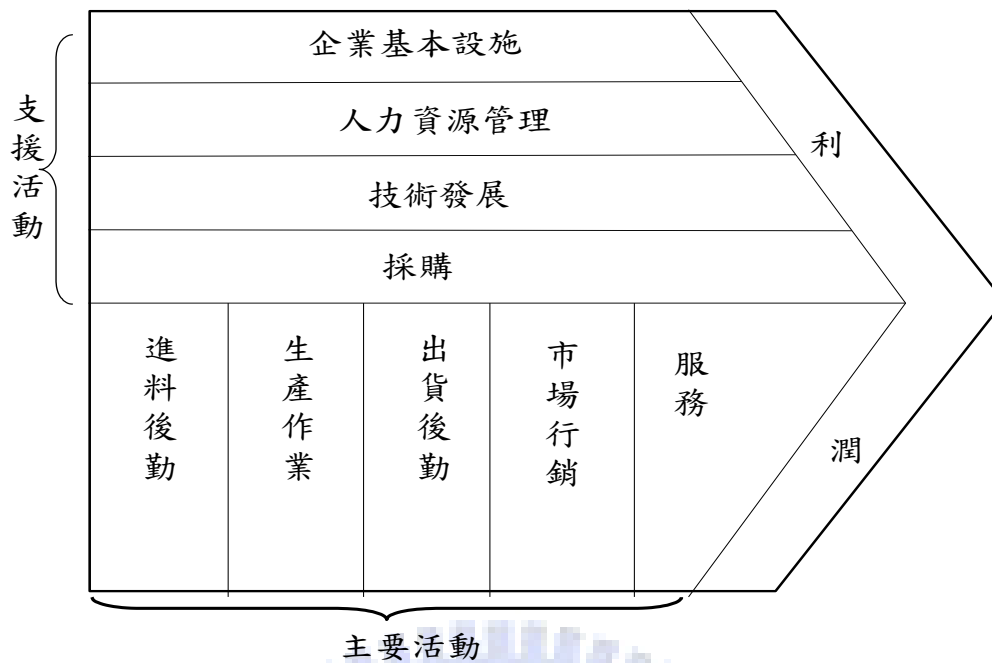 支援活動
企業基本設施
人力資源管理
技術發展
採購
進料後勤
生產作業
出貨後勤
市場行銷
服務
利潤
主要活動